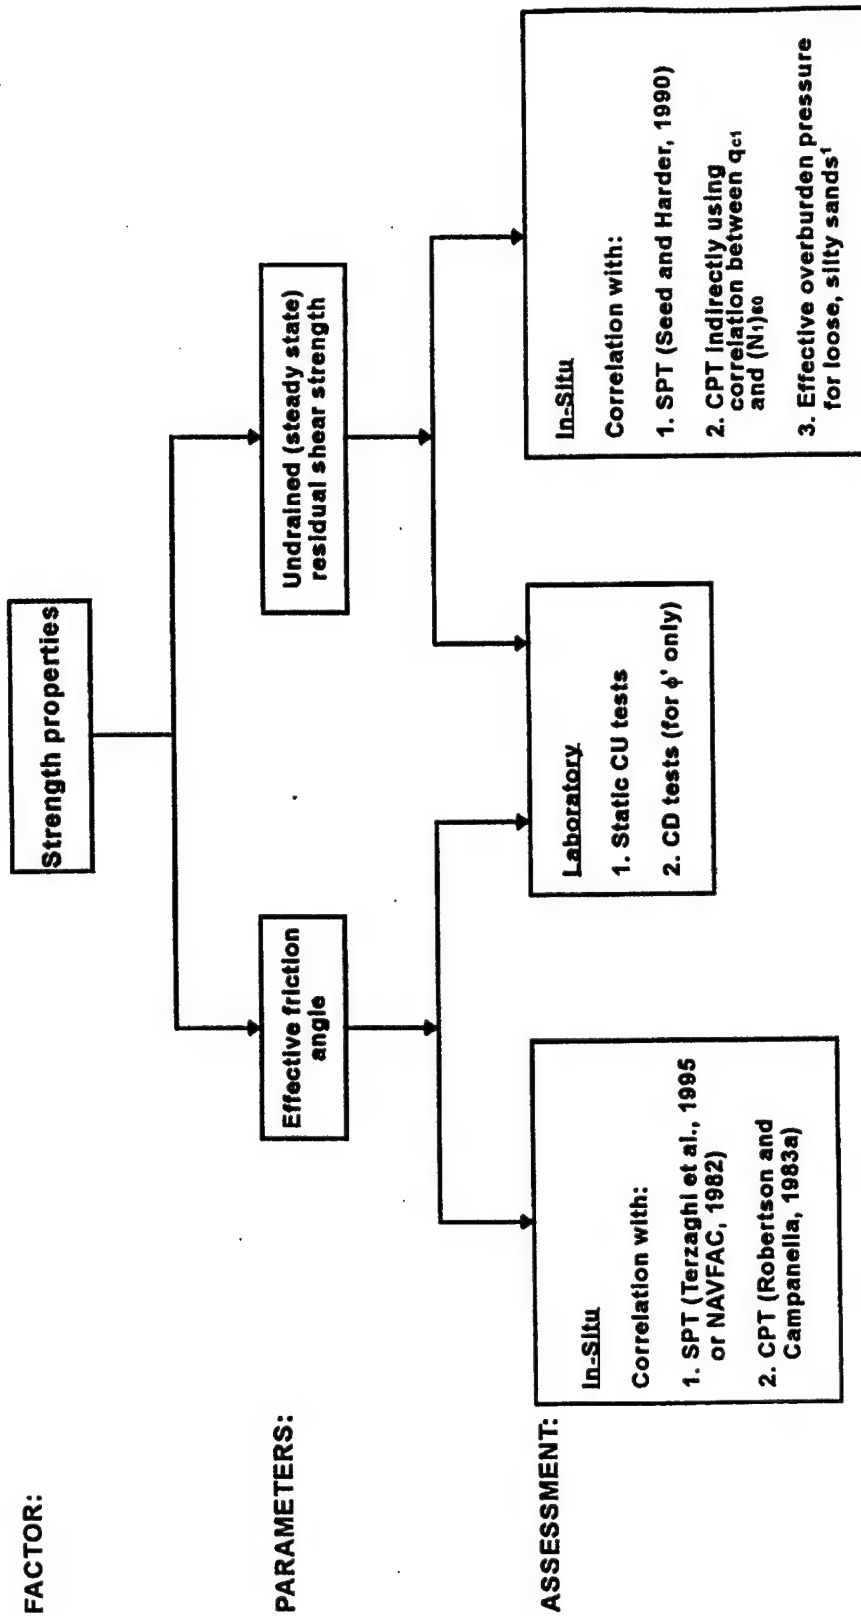 FACTOR:
Strength properties
PARAMETERS:
Effective friction
angle
Undrained (steady state)
residual shear strength
ASSESSMENT:
In-Situ
Correlation with:
1. SPT (Terzaghi et al., 1995
or NAVFAC, 1982)
2. CPT (Robertson and
Campanella, 1983a)
Laboratory
1. Static CU tests
2. CD tests (for ϕ' only)
In-Situ
Correlation with:
1. SPT (Seed and Harder, 1990)
2. CPT indirectly using
correlation between qc1
and (N1)60
3. Effective overburden pressure
for loose, silty sands¹